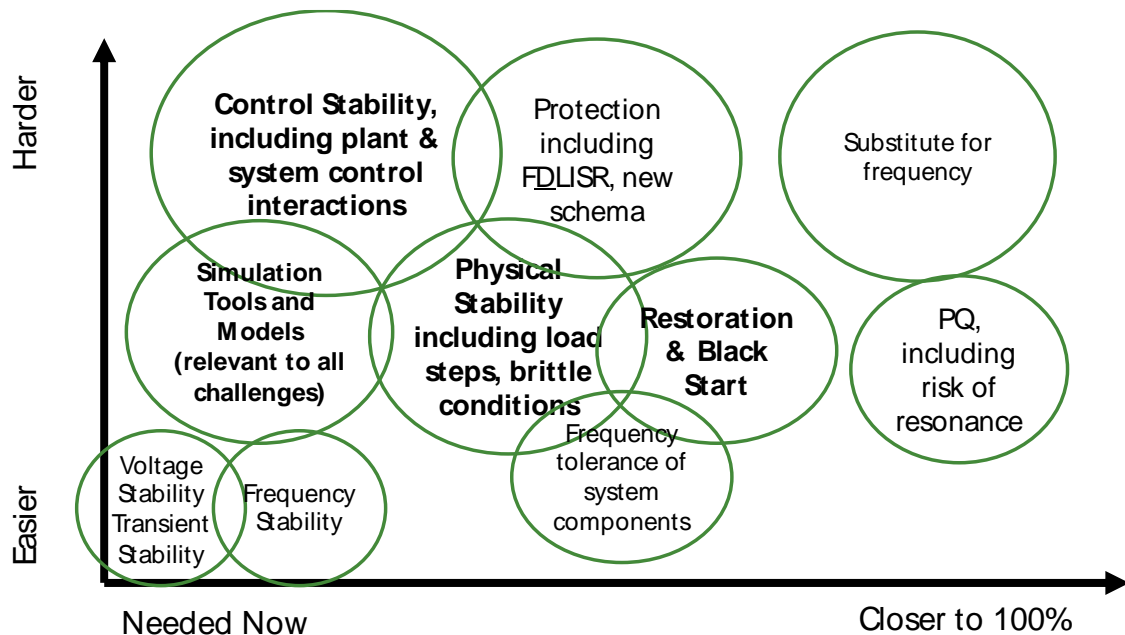 Harder
Control Stability,
including plant &
system control
interactions
Protection
including
FDLISR, new
schema
Substitute for
frequency
Simulation
Tools and
Models
(relevant to all
challenges)
Physical
Stability
including load
steps, brittle
conditions
Restoration
& Black
Start
PQ,
including
risk of
resonance
Easier
Voltage
Stability
Transient
Stability
Frequency
Stability
Frequency
tolerance of
system
components
Needed Now
Closer to 100%